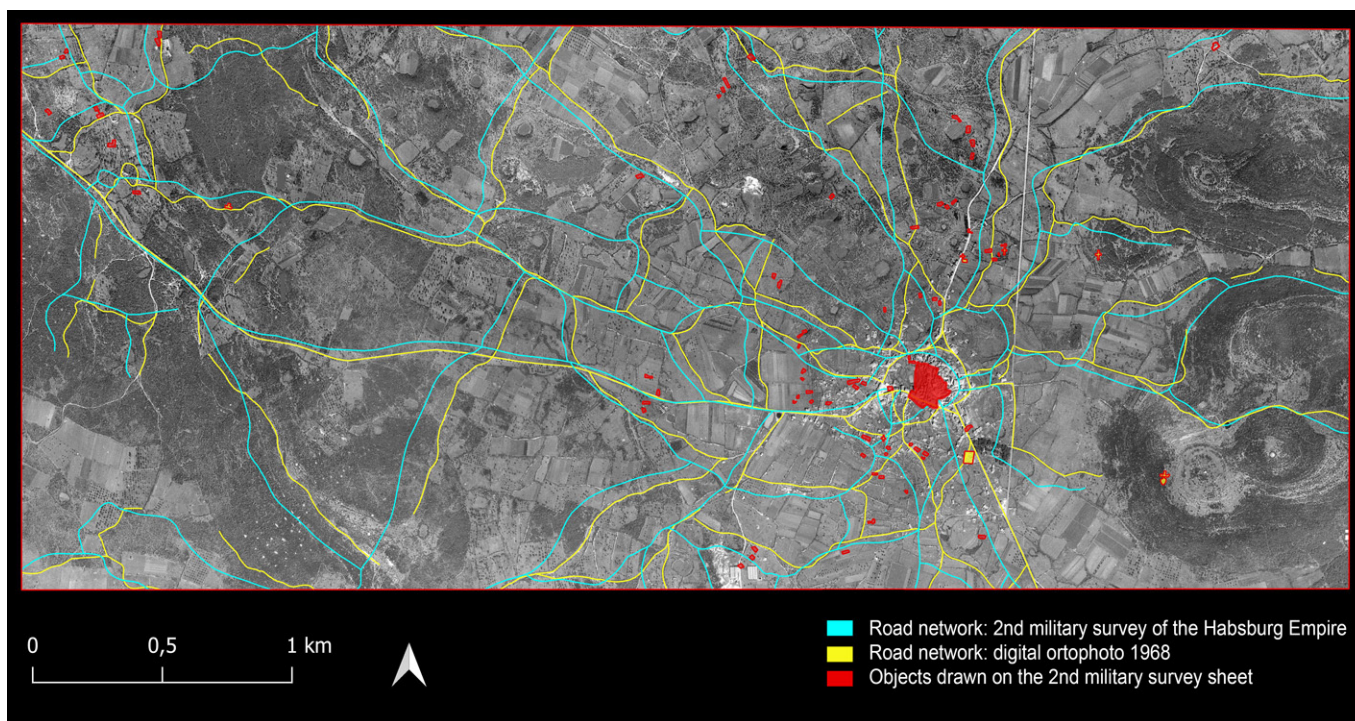 0 0,5 1 km
Road network: 2nd military survey of the Habsburg Empire
Road network: digital ortophoto 1968
Objects drawn on the 2nd military survey sheet